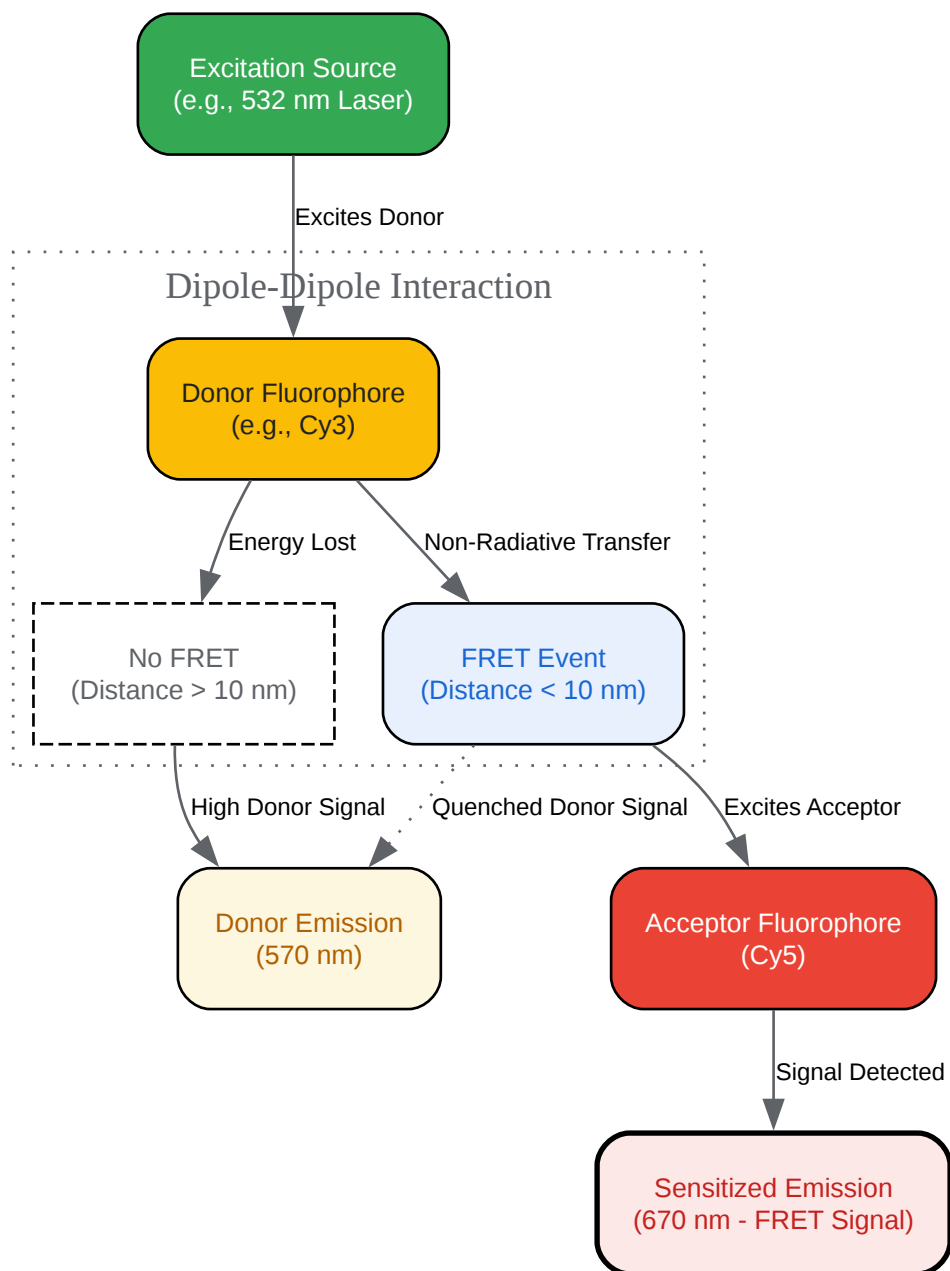 Excitation Source
(e.g., 532 nm Laser)
Excites Donor
Dipole-Dipole Interaction
Donor Fluorophore
(e.g., Cy3)
Energy Lost
Non-Radiative Transfer
No FRET
(Distance > 10 nm)
FRET Event
(Distance < 10 nm)
High Donor Signal
Quenched Donor Signal
Excites Acceptor
Donor Emission
(570 nm)
Acceptor Fluorophore
(Cy5)
Signal Detected
Sensitized Emission
(670 nm - FRET Signal)